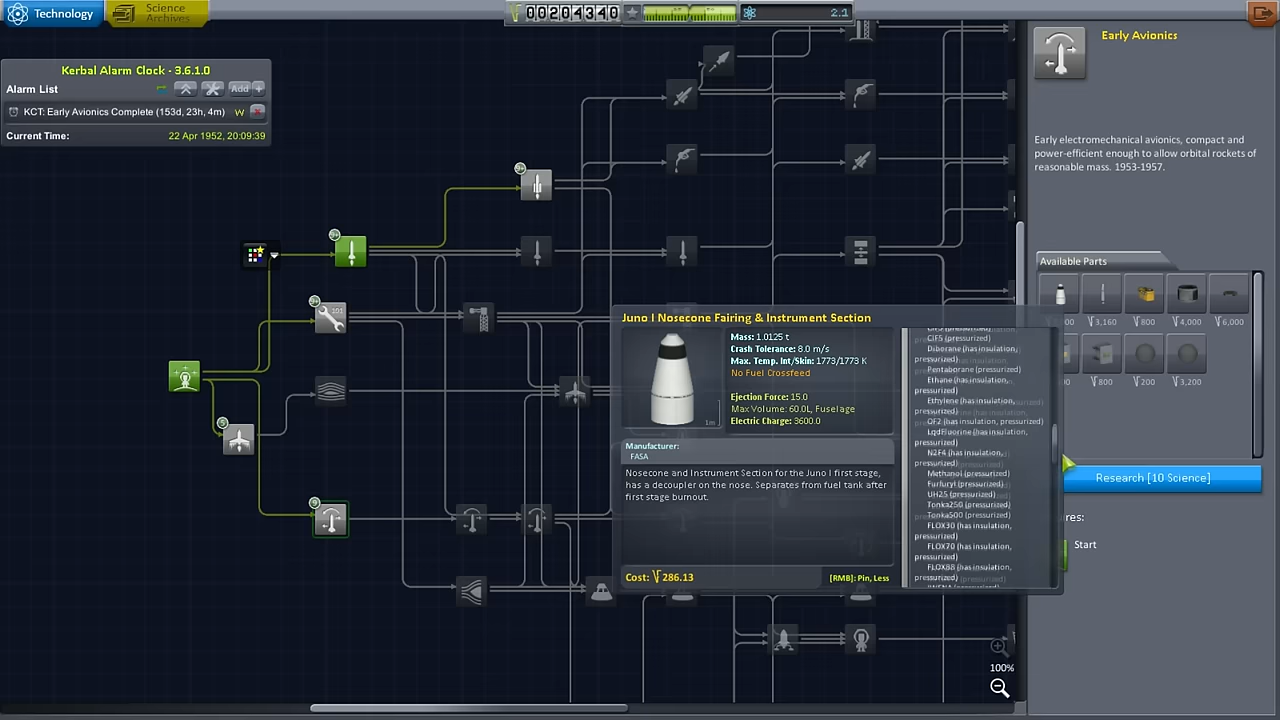 Technology
Science
Archives
00204340
2.1
Early Avionics
Kerbal Alarm Clock - 3.6.1.0
Alarm List
Add +
KCT: Early Avionics Complete (153d, 23h, 4m) W
Current Time:
22 Apr 1952, 20:09:39
Early electromechanical avionics, compact and
power-efficient enough to allow orbital rockets of
reasonable mass. 1953-1957.
101
Available Parts
3,160
800
4,000
6,000
800
200
3,200
Juno I Nosecone Fairing & Instrument Section
Mass: 1.0125 t
Crash Tolerance: 8.0 m/s
Max. Temp. Int/Skin: 1773/1773 K
No Fuel Crossfeed
Ejection Force: 15.0
Max Volume: 60.0L, Fuselage
Electric Charge: 3600.0
Manufacturer:
FASA
Nosecone and Instrument Section for the Juno I first stage,
has a decoupler on the nose. Separates from fuel tank after
first stage burnout.
Cost: 286.13
[RMB]: Pin, Less
ClF5 (pressurized)
Diborane (has insulation,
pressurized)
Pentaborane (pressurized)
Ethane (has insulation,
pressurized)
Ethylene (has insulation,
pressurized)
OF2 (has insulation, pressurized)
LqdFluorine (has insulation,
pressurized)
N2F4 (has insulation,
pressurized)
Methanol (pressurized)
Furfuryl (pressurized)
UH25 (pressurized)
Tonka250 (pressurized)
Tonka500 (pressurized)
FLOX30 (has insulation,
pressurized)
FLOX70 (has insulation,
pressurized)
FLOX88 (has insulation,
pressurized)
Research [10 Science]
Start
100%